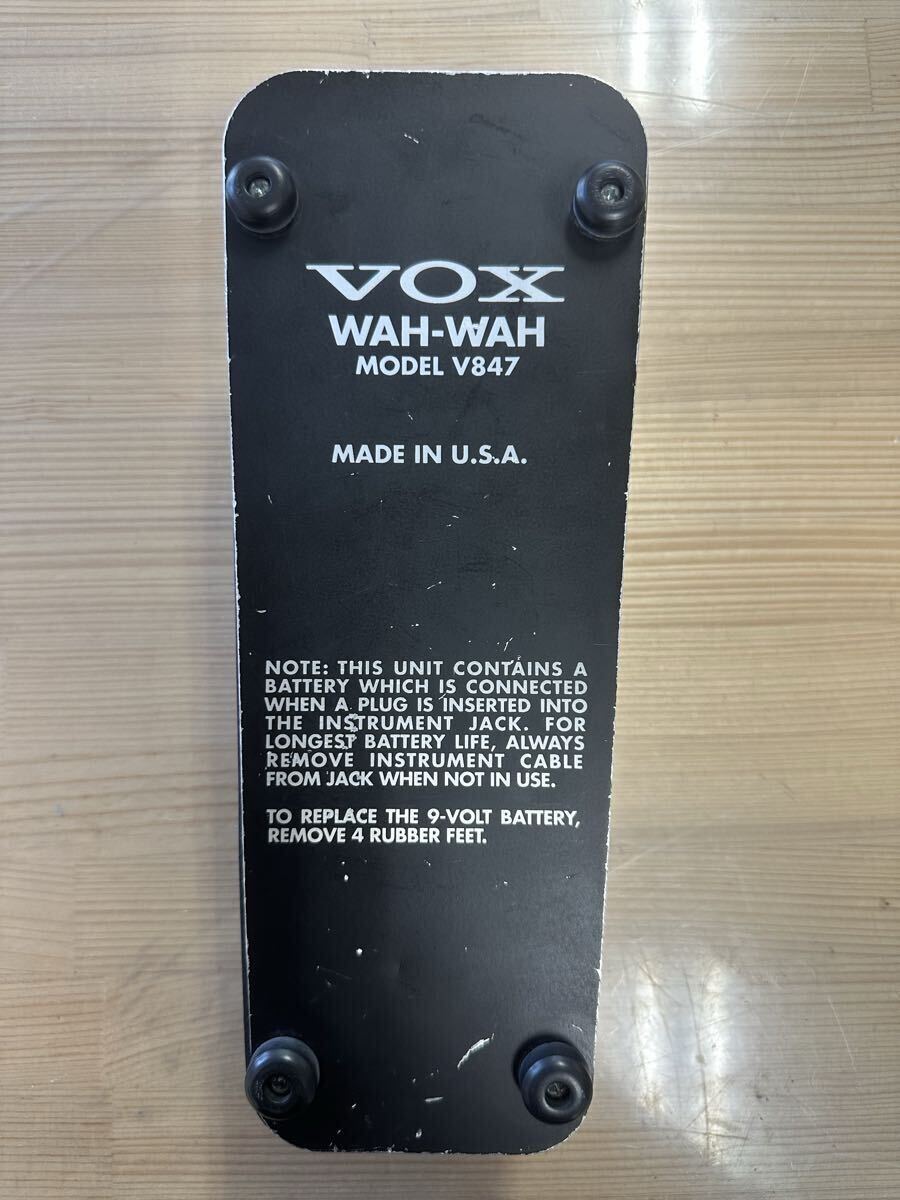 VOX
WAH-WAH
MODEL V847
MADE IN U.S.A.
NOTE: THIS UNIT CONTAINS A
BATTERY WHICH IS CONNECTED
WHEN A PLUG IS INSERTED INTO
THE INSTRUMENT JACK. FOR
LONGEST BATTERY LIFE, ALWAYS
REMOVE INSTRUMENT CABLE
FROM JACK WHEN NOT IN USE.
TO REPLACE THE 9-VOLT BATTERY,
REMOVE 4 RUBBER FEET.